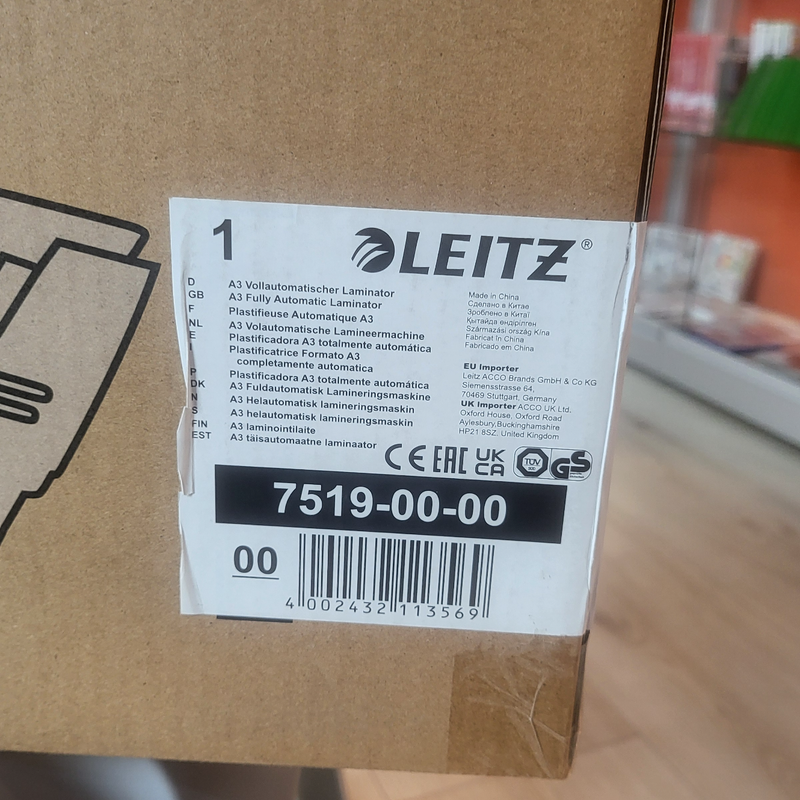 1
LEITZ®
D A3 Vollautomatischer Laminator
GB A3 Fully Automatic Laminator
F Plastifieuse Automatique A3
NL A3 Volautomatische Lamineermachine
E Plastificadora A3 totalmente automática
I Plastificatrice Formato A3
completamente automatica
P Plastificadora A3 totalmente automática
DK A3 Fuldautomatisk Lamineringsmaskine
N A3 Helautomatisk lamineringsmaskin
S A3 helautomatisk lamineringsmaskin
FIN A3 laminointilaite
EST A3 täisautomaatne laminaator
Made in China
Сделано в Китае
Зроблено в Китаї
Қытайда өндірілген
Származási ország Kína
Fabricat în China
Fabricado em China
EU Importer
Leitz ACCO Brands GmbH & Co KG
Siemensstrasse 64,
70469 Stuttgart, Germany
UK Importer ACCO UK Ltd.
Oxford House, Oxford Road
Aylesbury,Buckinghamshire
HP21 8SZ, United Kingdom
CE EAC UK CA TÜV GS
7519-00-00
00
4 002432 113569